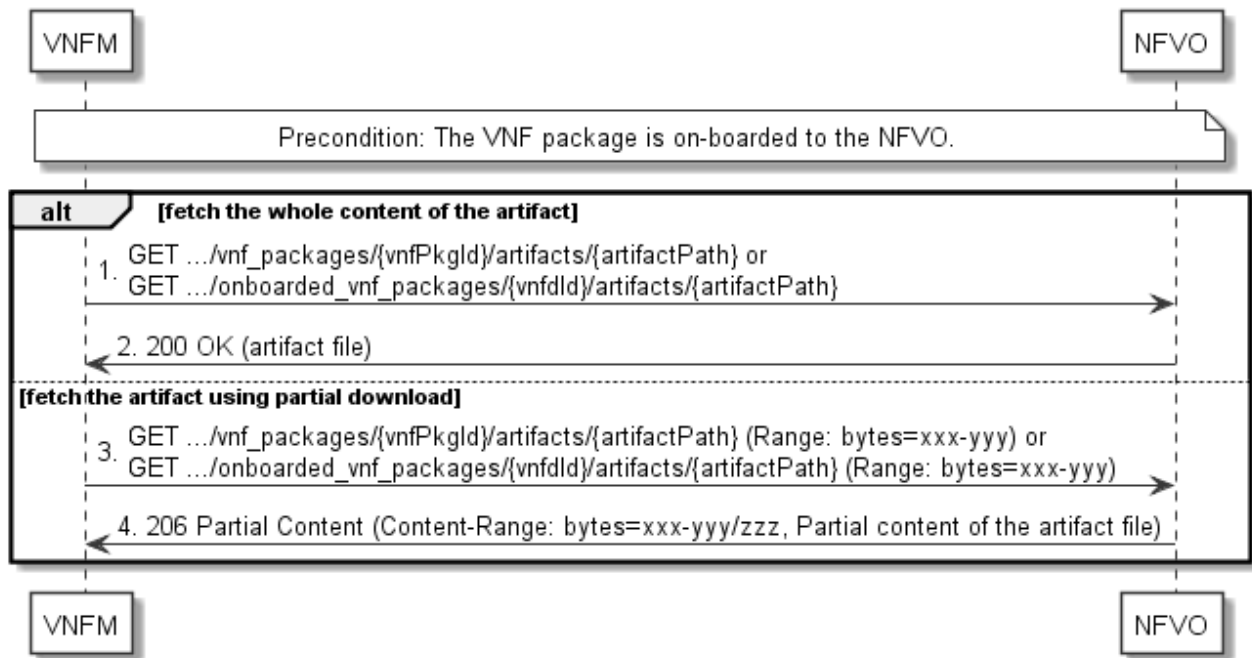 VNFM NFVO
Precondition: The VNF package is on-boarded to the NFVO.
alt [fetch the whole content of the artifact]
1. GET .../vnf_packages/{vnfPkgId}/artifacts/{artifactPath} or
GET .../onboarded_vnf_packages/{vnfdId}/artifacts/{artifactPath}
2. 200 OK (artifact file)
[fetch the artifact using partial download]
3. GET .../vnf_packages/{vnfPkgId}/artifacts/{artifactPath} (Range: bytes=xxx-yyy) or
GET .../onboarded_vnf_packages/{vnfdId}/artifacts/{artifactPath} (Range: bytes=xxx-yyy)
4. 206 Partial Content (Content-Range: bytes=xxx-yyy/zzz, Partial content of the artifact file)
VNFM NFVO